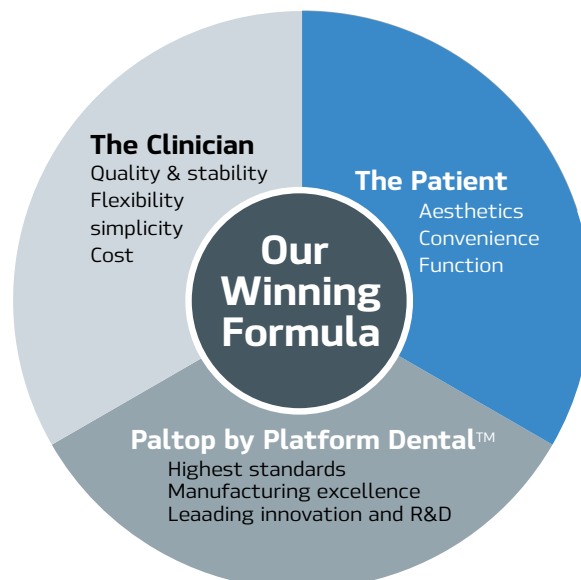 The Clinician
Quality & stability
Flexibility
simplicity
Cost
The Patient
Aesthetics
Convenience
Function
Our
Winning
Formula
Paltop by Platform Dental™
Highest standards
Manufacturing excellence
Leaading innovation and R&D